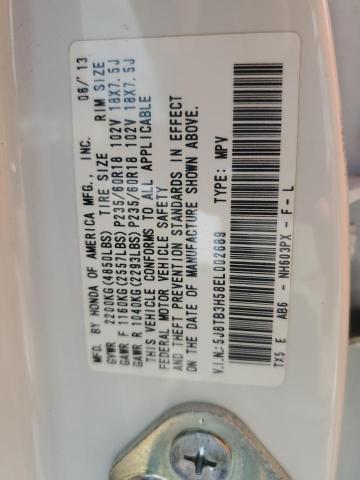 MFD. BY HONDA OF AMERICA MFG., INC. 06/'13
GVWR 2200KG(4850LBS) TIRE SIZE RIM SIZE
GAWR F 1160KG(2557LBS) P235/60R18 102V 18X7.5J
GAWR R 1040KG(2293LBS) P235/60R18 102V 18X7.5J
THIS VEHICLE CONFORMS TO ALL APPLICABLE
FEDERAL MOTOR VEHICLE SAFETY
AND THEFT PREVENTION STANDARDS IN EFFECT
ON THE DATE OF MANUFACTURE SHOWN ABOVE.
V.I.N.: 5J8TB3H58EL002689 TYPE: MPV
TX5 E AB6 - NH603PX - F - L